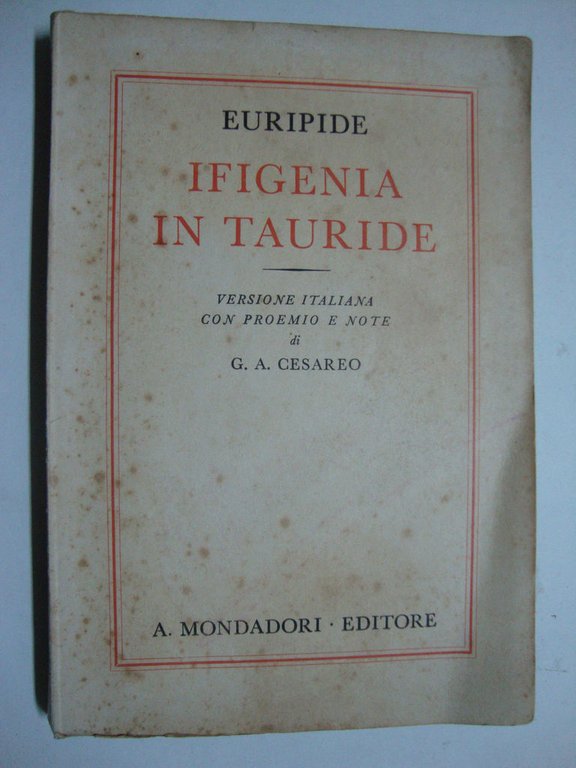 EURIPIDE
IFIGENIA
IN TAURIDE
VERSIONE ITALIANA
CON PROEMIO E NOTE
di
G. A. CESAREO
A. MONDADORI · EDITORE